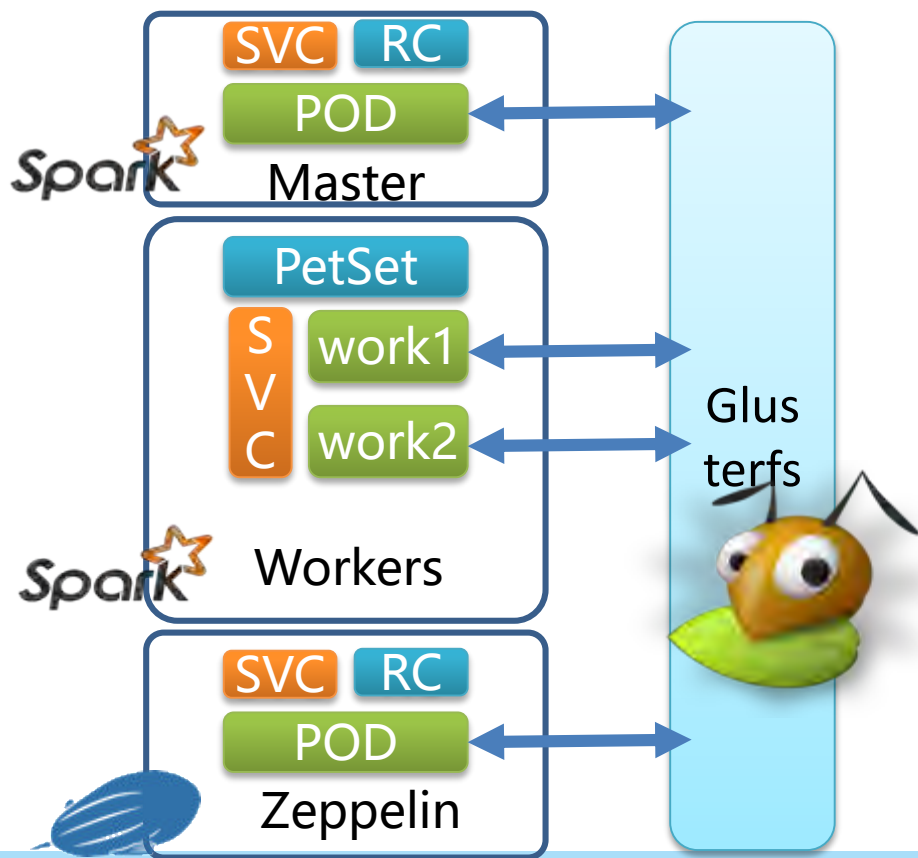 SVC RC
POD
Spark
Master
PetSet
S
V
C
work1
work2
Spark
Workers
SVC RC
POD
Zeppelin
Glus
terfs